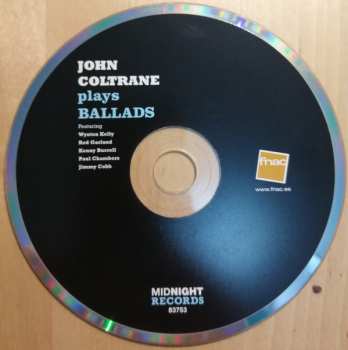 JOHN
COLTRANE
plays
BALLADS
Featuring
Wynton Kelly
Red Garland
Kenny Burrell
Paul Chambers
Jimmy Cobb
fnac
www.fnac.es
MIDNIGHT
RECORDS
83753